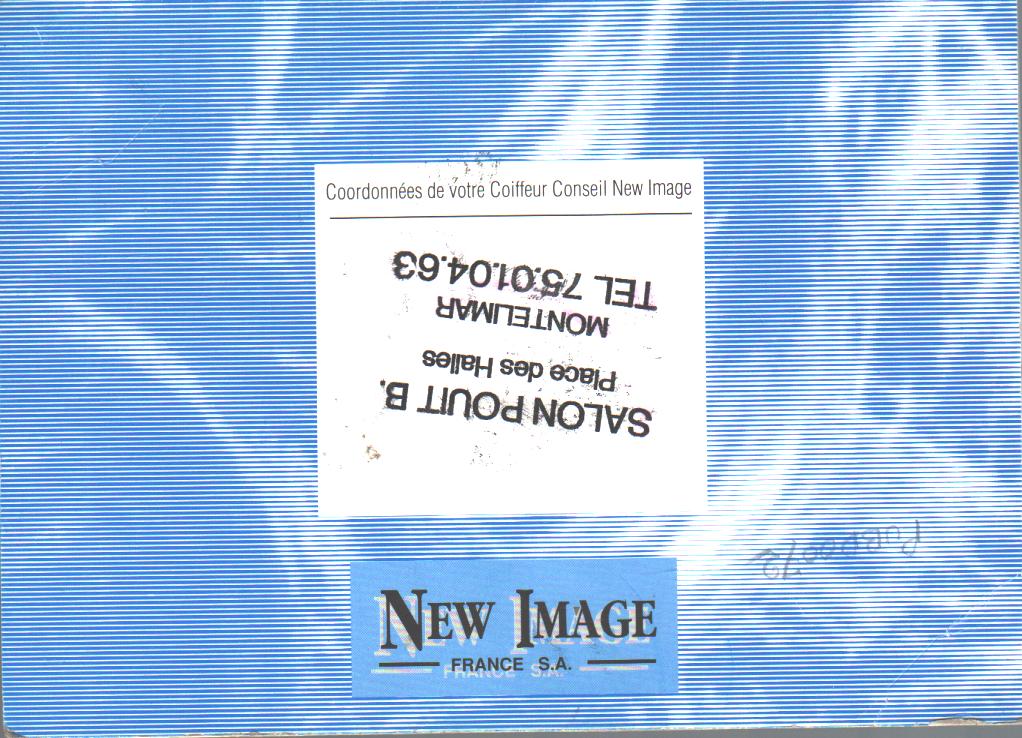 Coordonnées de votre Coiffeur Conseil New Image
SALON POUIT B.
Place des Halles
MONTELIMAR
TEL 75.01.04.63
NEW IMAGE
FRANCE S.A.